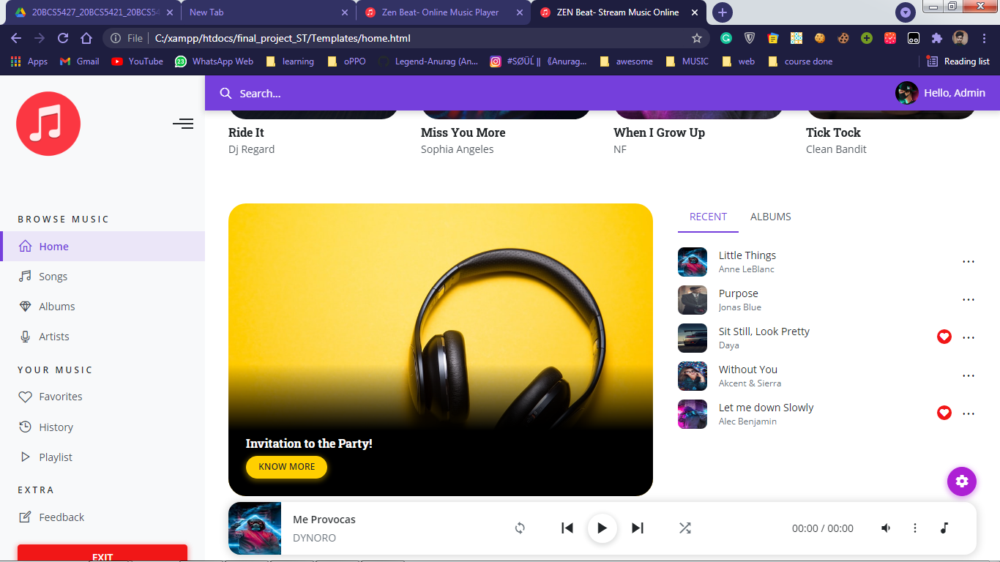 20BCS5427_20BCS5421_20BCS54
New Tab
Zen Beat- Online Music Player
ZEN Beat- Stream Music Online
File
C:/xampp/htdocs/final_project_ST/Templates/home.html
Apps
Gmail
YouTube
23
WhatsApp Web
learning
oPPO
Legend-Anurag (An...
#SØÜĹ || 《Anurag...
awesome
MUSIC
web
course done
Reading list
Search...
Hello, Admin
BROWSE MUSIC
Home
Songs
Albums
Artists
YOUR MUSIC
Favorites
History
Playlist
EXTRA
Feedback
EXIT
Ride It
Dj Regard
Miss You More
Sophia Angeles
When I Grow Up
NF
Tick Tock
Clean Bandit
Invitation to the Party!
KNOW MORE
RECENT
ALBUMS
Little Things
Anne LeBlanc
Purpose
Jonas Blue
Sit Still, Look Pretty
Daya
Without You
Akcent & Sierra
Let me down Slowly
Alec Benjamin
Me Provocas
DYNORO
00:00 / 00:00